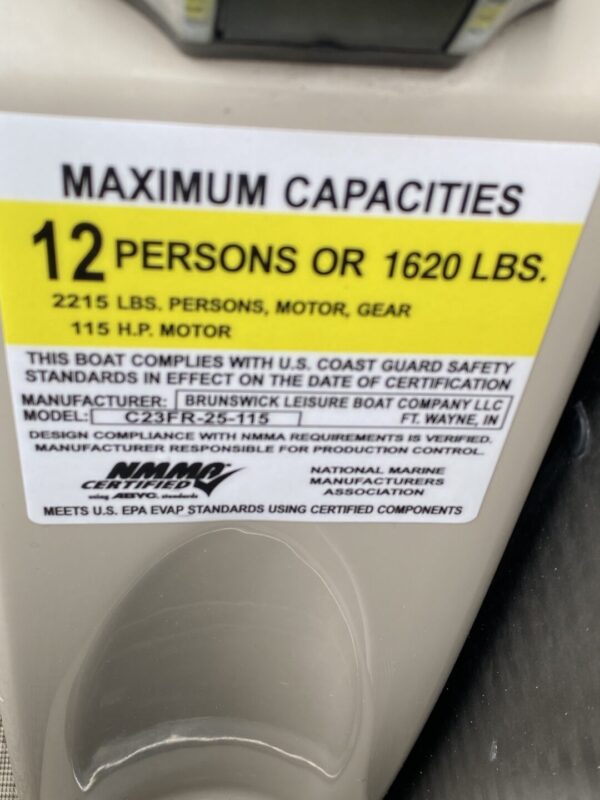 MAXIMUM CAPACITIES
12 PERSONS OR 1620 LBS.
2215 LBS. PERSONS, MOTOR, GEAR
115 H.P. MOTOR
THIS BOAT COMPLIES WITH U.S. COAST GUARD SAFETY
STANDARDS IN EFFECT ON THE DATE OF CERTIFICATION
MANUFACTURER: BRUNSWICK LEISURE BOAT COMPANY LLC
MODEL: C23FR-25-115 FT. WAYNE, IN
DESIGN COMPLIANCE WITH NMMA REQUIREMENTS IS VERIFIED.
MANUFACTURER RESPONSIBLE FOR PRODUCTION CONTROL.
NMMA
CERTIFIED
using ABYC. standards
NATIONAL MARINE
MANUFACTURERS
ASSOCIATION
MEETS U.S. EPA EVAP STANDARDS USING CERTIFIED COMPONENTS